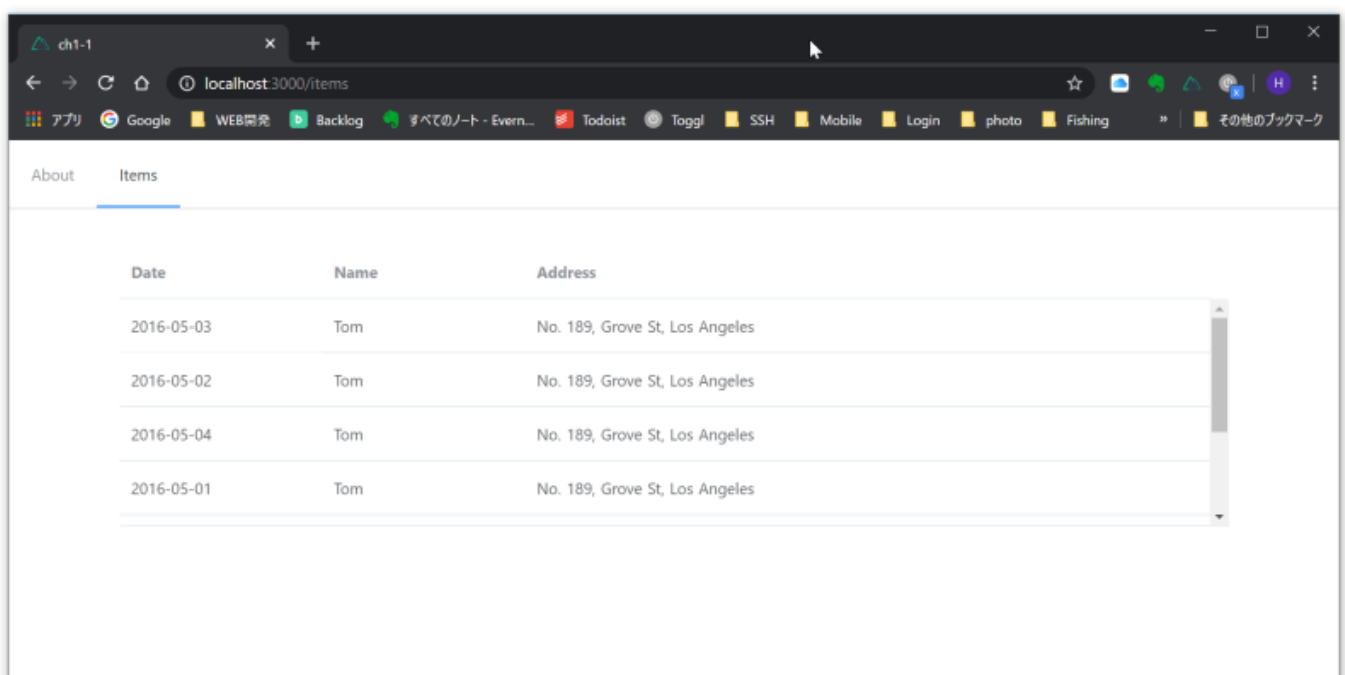 ch1-1
localhost:3000/items
H
アプリ Google WEB開発 Backlog すべてのノート - Evern... Todoist Toggl SSH Mobile Login photo Fishing » その他のブックマーク
About Items
Date Name Address
2016-05-03 Tom No. 189, Grove St, Los Angeles
2016-05-02 Tom No. 189, Grove St, Los Angeles
2016-05-04 Tom No. 189, Grove St, Los Angeles
2016-05-01 Tom No. 189, Grove St, Los Angeles